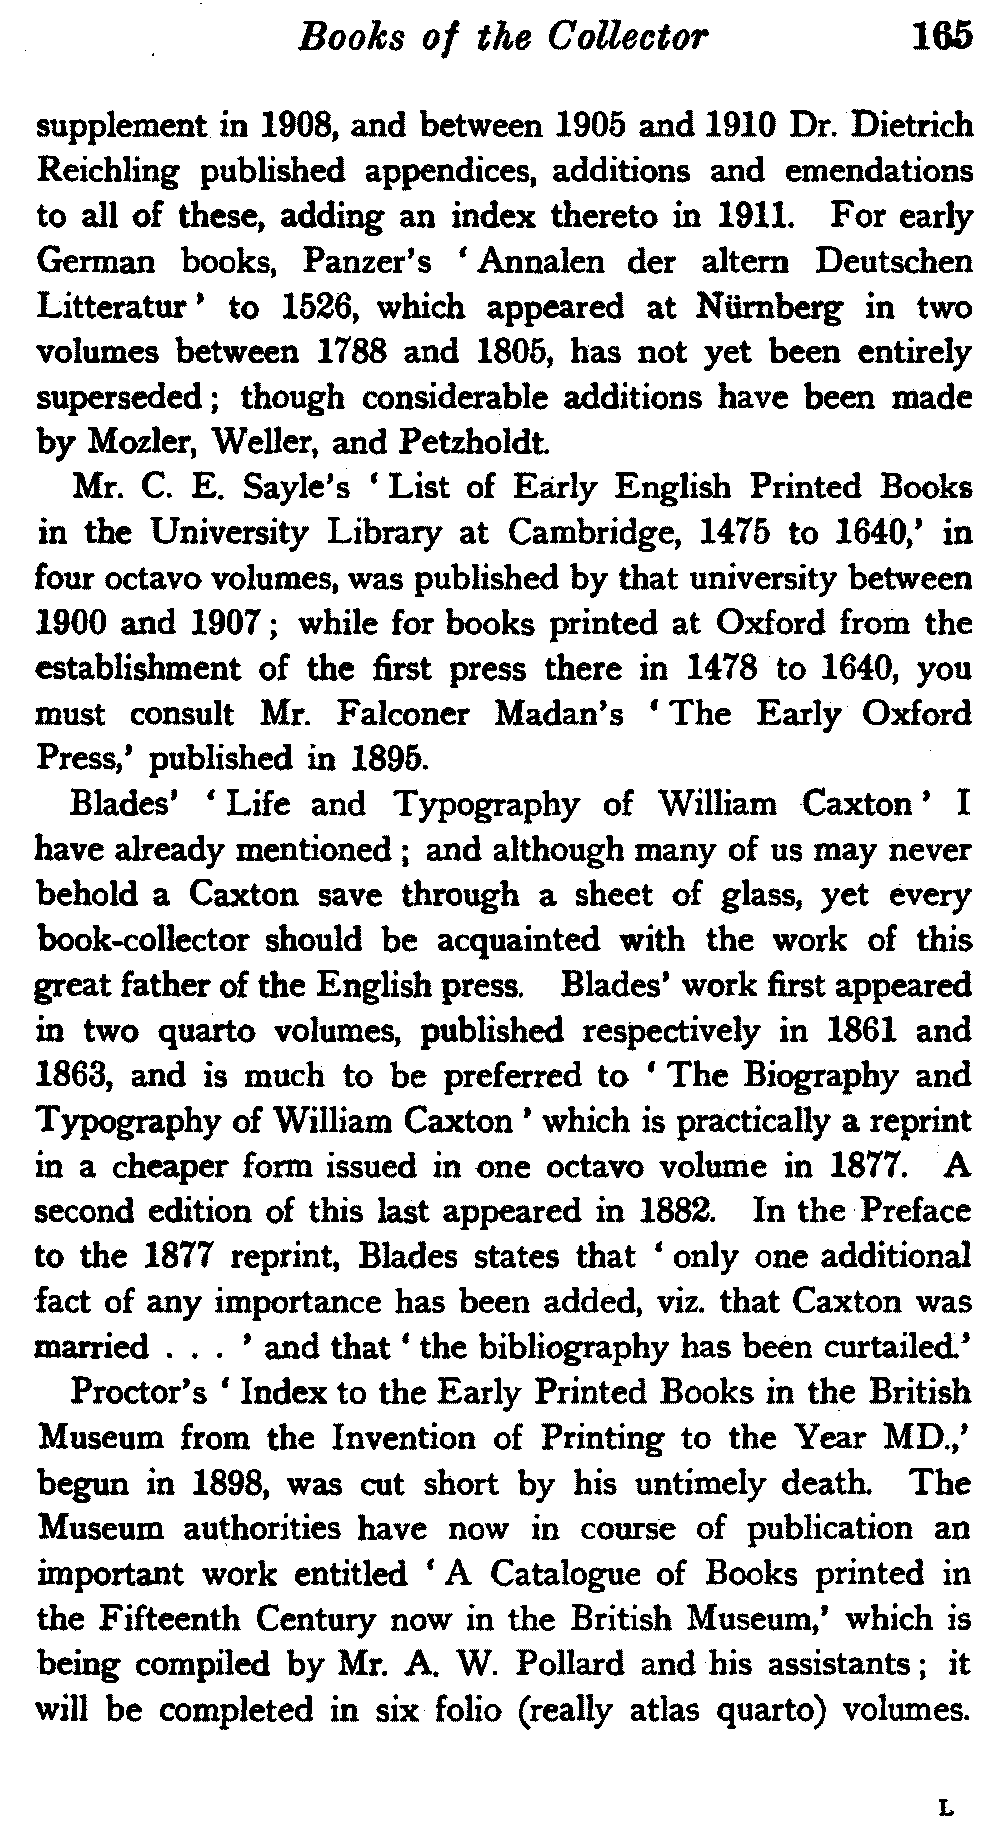 Books of the Collector 165
supplement in 1908, and between 1905 and 1910 Dr. Dietrich
Reichling published appendices, additions and emendations
to all of these, adding an index thereto in 1911. For early
German books, Panzer's ‘Annalen der altern Deutschen
Litteratur’ to 1526, which appeared at Nürnberg in two
volumes between 1788 and 1805, has not yet been entirely
superseded; though considerable additions have been made
by Mozler, Weller, and Petzholdt.
Mr. C. E. Sayle's ‘List of Early English Printed Books
in the University Library at Cambridge, 1475 to 1640,’ in
four octavo volumes, was published by that university between
1900 and 1907; while for books printed at Oxford from the
establishment of the first press there in 1478 to 1640, you
must consult Mr. Falconer Madan's ‘The Early Oxford
Press,’ published in 1895.
Blades' ‘Life and Typography of William Caxton’ I
have already mentioned; and although many of us may never
behold a Caxton save through a sheet of glass, yet every
book-collector should be acquainted with the work of this
great father of the English press. Blades' work first appeared
in two quarto volumes, published respectively in 1861 and
1863, and is much to be preferred to ‘The Biography and
Typography of William Caxton’ which is practically a reprint
in a cheaper form issued in one octavo volume in 1877. A
second edition of this last appeared in 1882. In the Preface
to the 1877 reprint, Blades states that ‘only one additional
fact of any importance has been added, viz. that Caxton was
married . . . ’ and that ‘the bibliography has been curtailed.’
Proctor's ‘Index to the Early Printed Books in the British
Museum from the Invention of Printing to the Year MD.,’
begun in 1898, was cut short by his untimely death. The
Museum authorities have now in course of publication an
important work entitled ‘A Catalogue of Books printed in
the Fifteenth Century now in the British Museum,’ which is
being compiled by Mr. A. W. Pollard and his assistants; it
will be completed in six folio (really atlas quarto) volumes.
L